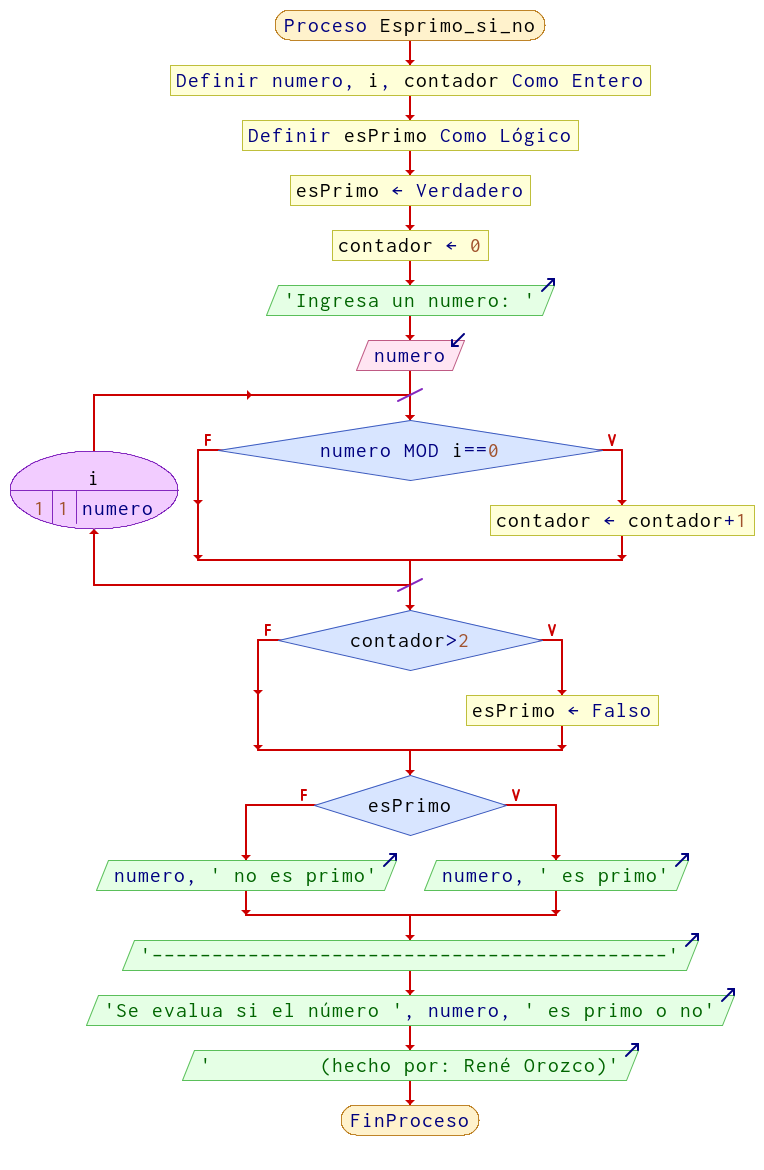 Proceso Esprimo_si_no
Definir numero, i, contador Como Entero
Definir esPrimo Como Lógico
esPrimo ← Verdadero
contador ← 0
'Ingresa un numero: '
numero
F
numero MOD i==0
V
i
1 1 numero
contador ← contador+1
F
contador>2
V
esPrimo ← Falso
F
esPrimo
V
numero, ' no es primo'
numero, ' es primo'
'-------------------------------------------'
'Se evalua si el número ', numero, ' es primo o no'
'         (hecho por: René Orozco)'
FinProceso